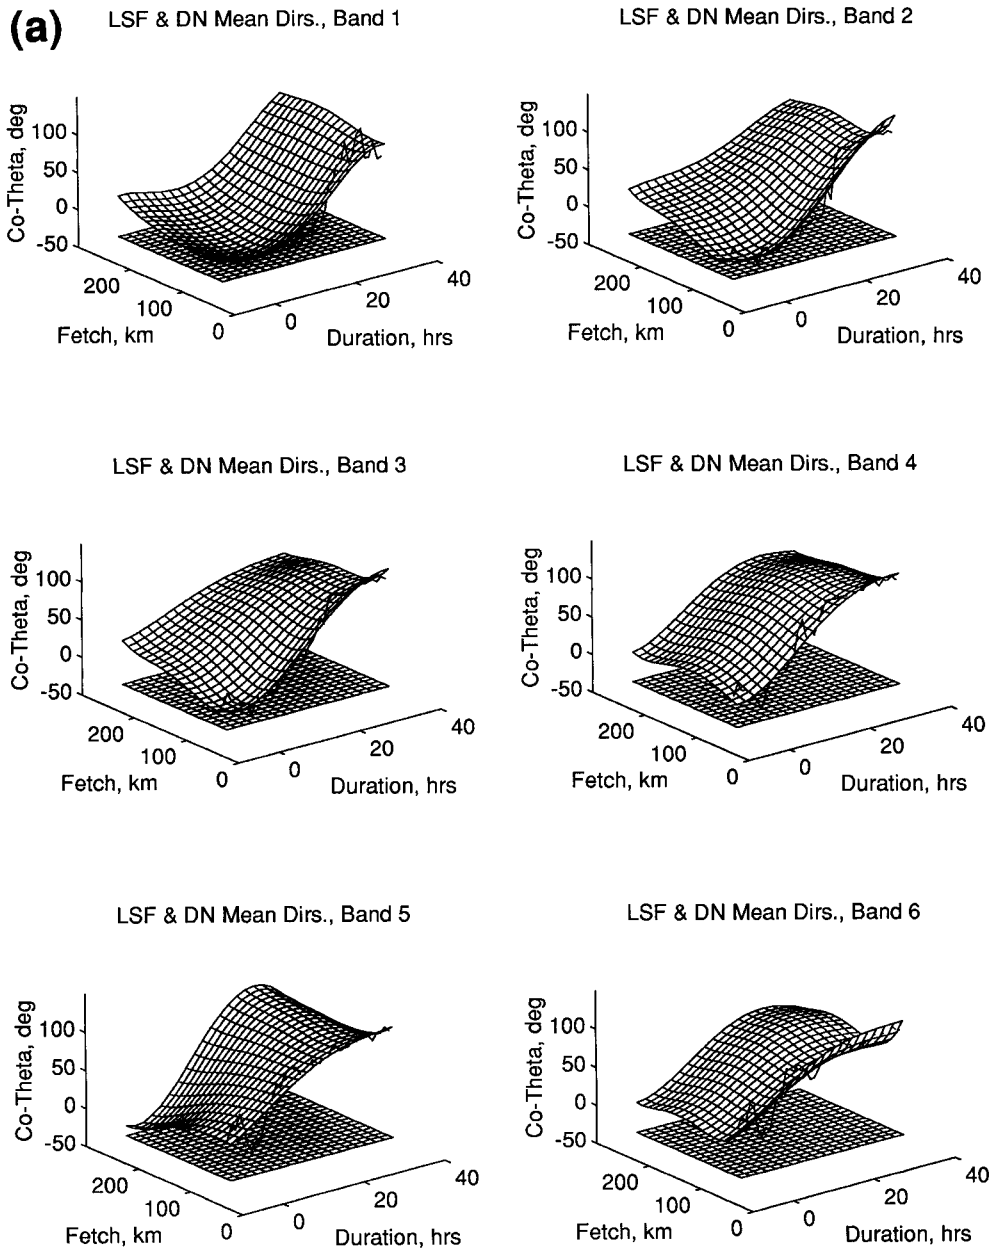 (a)
LSF & DN Mean Dirs., Band 1
Co-Theta, deg
100
50
0
-50
200
100
0
Fetch, km
0
20
40
Duration, hrs
LSF & DN Mean Dirs., Band 2
Co-Theta, deg
100
50
0
-50
200
100
0
Fetch, km
0
20
40
Duration, hrs
LSF & DN Mean Dirs., Band 3
Co-Theta, deg
100
50
0
-50
200
100
0
Fetch, km
0
20
40
Duration, hrs
LSF & DN Mean Dirs., Band 4
Co-Theta, deg
100
50
0
-50
200
100
0
Fetch, km
0
20
40
Duration, hrs
LSF & DN Mean Dirs., Band 5
Co-Theta, deg
100
50
0
-50
200
100
0
Fetch, km
0
20
40
Duration, hrs
LSF & DN Mean Dirs., Band 6
Co-Theta, deg
100
50
0
-50
200
100
0
Fetch, km
0
20
40
Duration, hrs